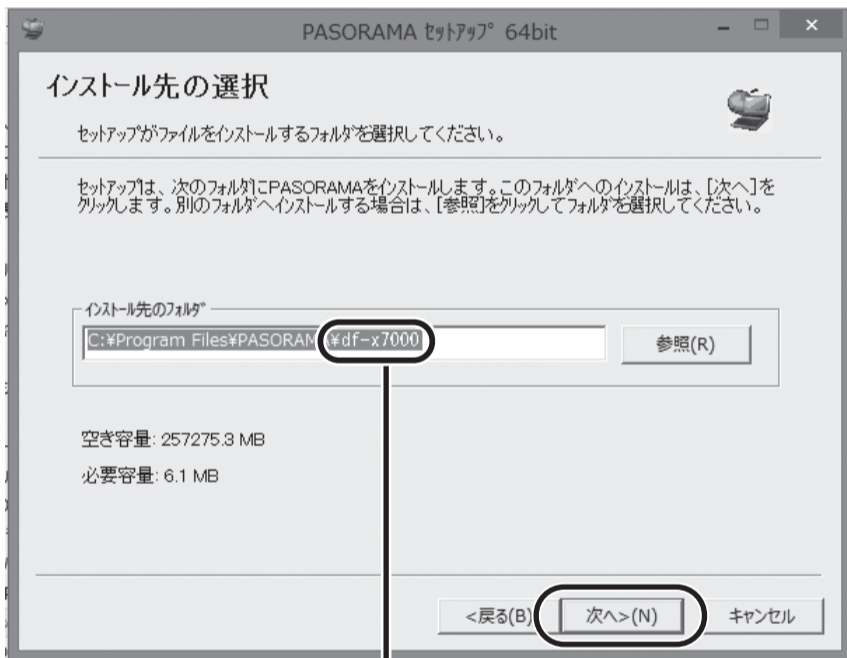 PASORAMA ｾｯﾄｱｯﾌﾟ 64bit
インストール先の選択
セットアップがファイルをインストールするフォルダを選択してください。
セットアップは、次のフォルダにPASORAMAをインストールします。このフォルダへのインストールは、[次へ]を
クリックします。別のフォルダへインストールする場合は、[参照]をクリックしてフォルダを選択してください。
インストール先のフォルダ
C:¥Program Files¥PASORAM ¥df-x7000
参照(R)
空き容量: 257275.3 MB
必要容量: 6.1 MB
<戻る(B)
次へ>(N)
キャンセル